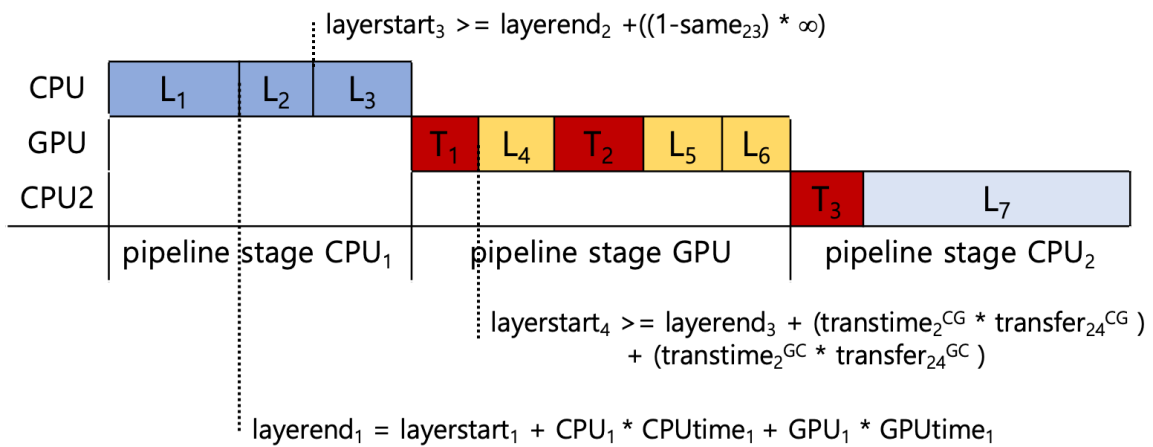 layerstart₃ >= layerend₂ +((1-same₂₃) * ∞)
CPU L₁ L₂ L₃
GPU T₁ L₄ T₂ L₅ L₆
CPU2 T₃ L₇
pipeline stage CPU₁ pipeline stage GPU pipeline stage CPU₂
layerstart₄ >= layerend₃ + (transtime₂ᶜᴳ * transfer₂₄ᶜᴳ )
+ (transtime₂ᴳᶜ * transfer₂₄ᴳᶜ)
layerend₁ = layerstart₁ + CPU₁ * CPUtime₁ + GPU₁ * GPUtime₁